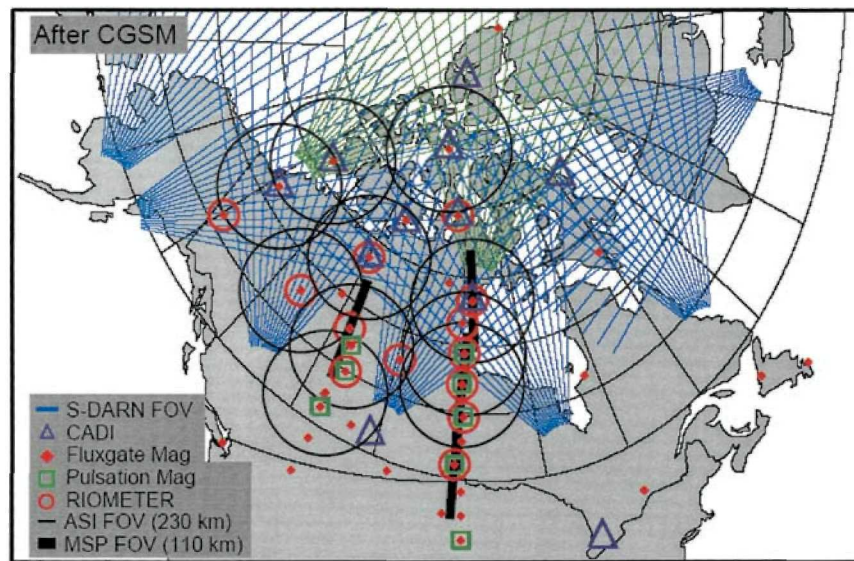 After CGSM
S-DARN FOV
CADI
Fluxgate Mag
Pulsation Mag
RIOMETER
ASI FOV (230 km)
MSP FOV (110 km)